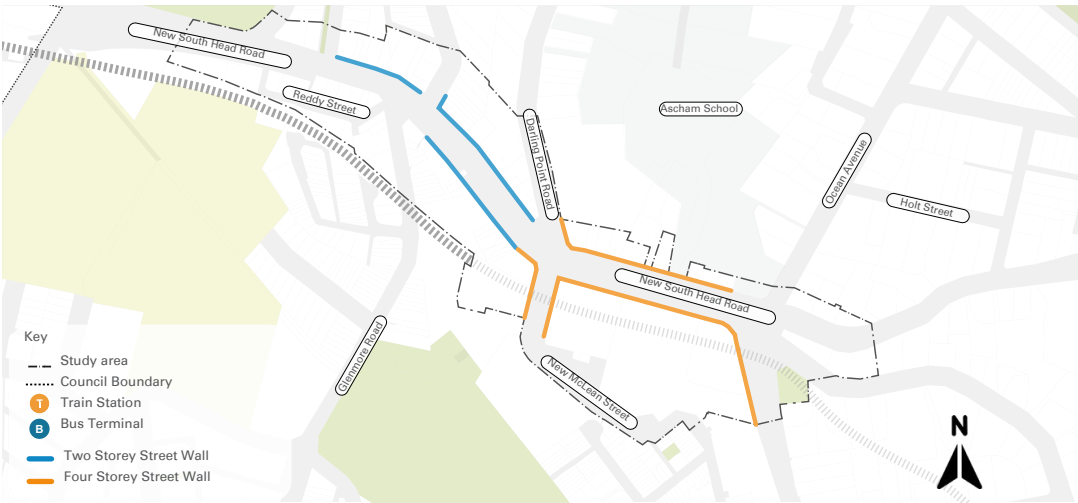 New South Head Road
Reddy Street
Darling Point Road
Ascham School
Ocean Avenue
Holt Street
New South Head Road
Glenmore Road
New McLean Street
Key
Study area
Council Boundary
T Train Station
B Bus Terminal
Two Storey Street Wall
Four Storey Street Wall
N